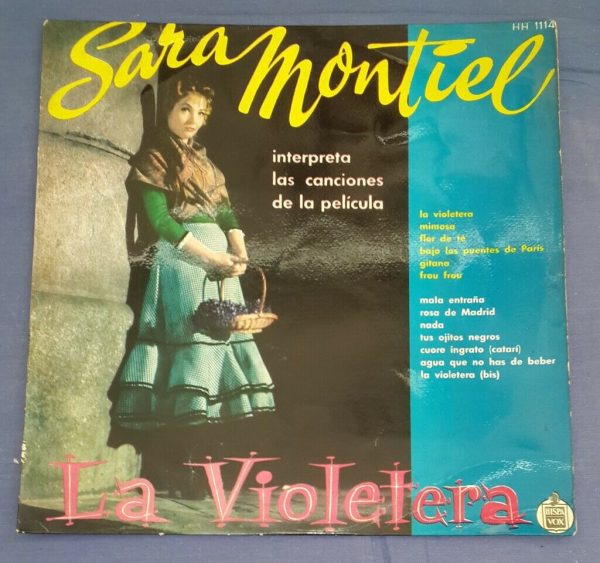 HH 1114
Sara Montiel
interpreta
las canciones
de la película
la violetera
mimosa
flor de té
bajo los puentes de París
gitana
frou frou
mala entraña
rosa de Madrid
nada
tus ojitos negros
cuore ingrato (catarí)
agua que no has de beber
la violetera (bis)
La Violetera
HISPA
VOX